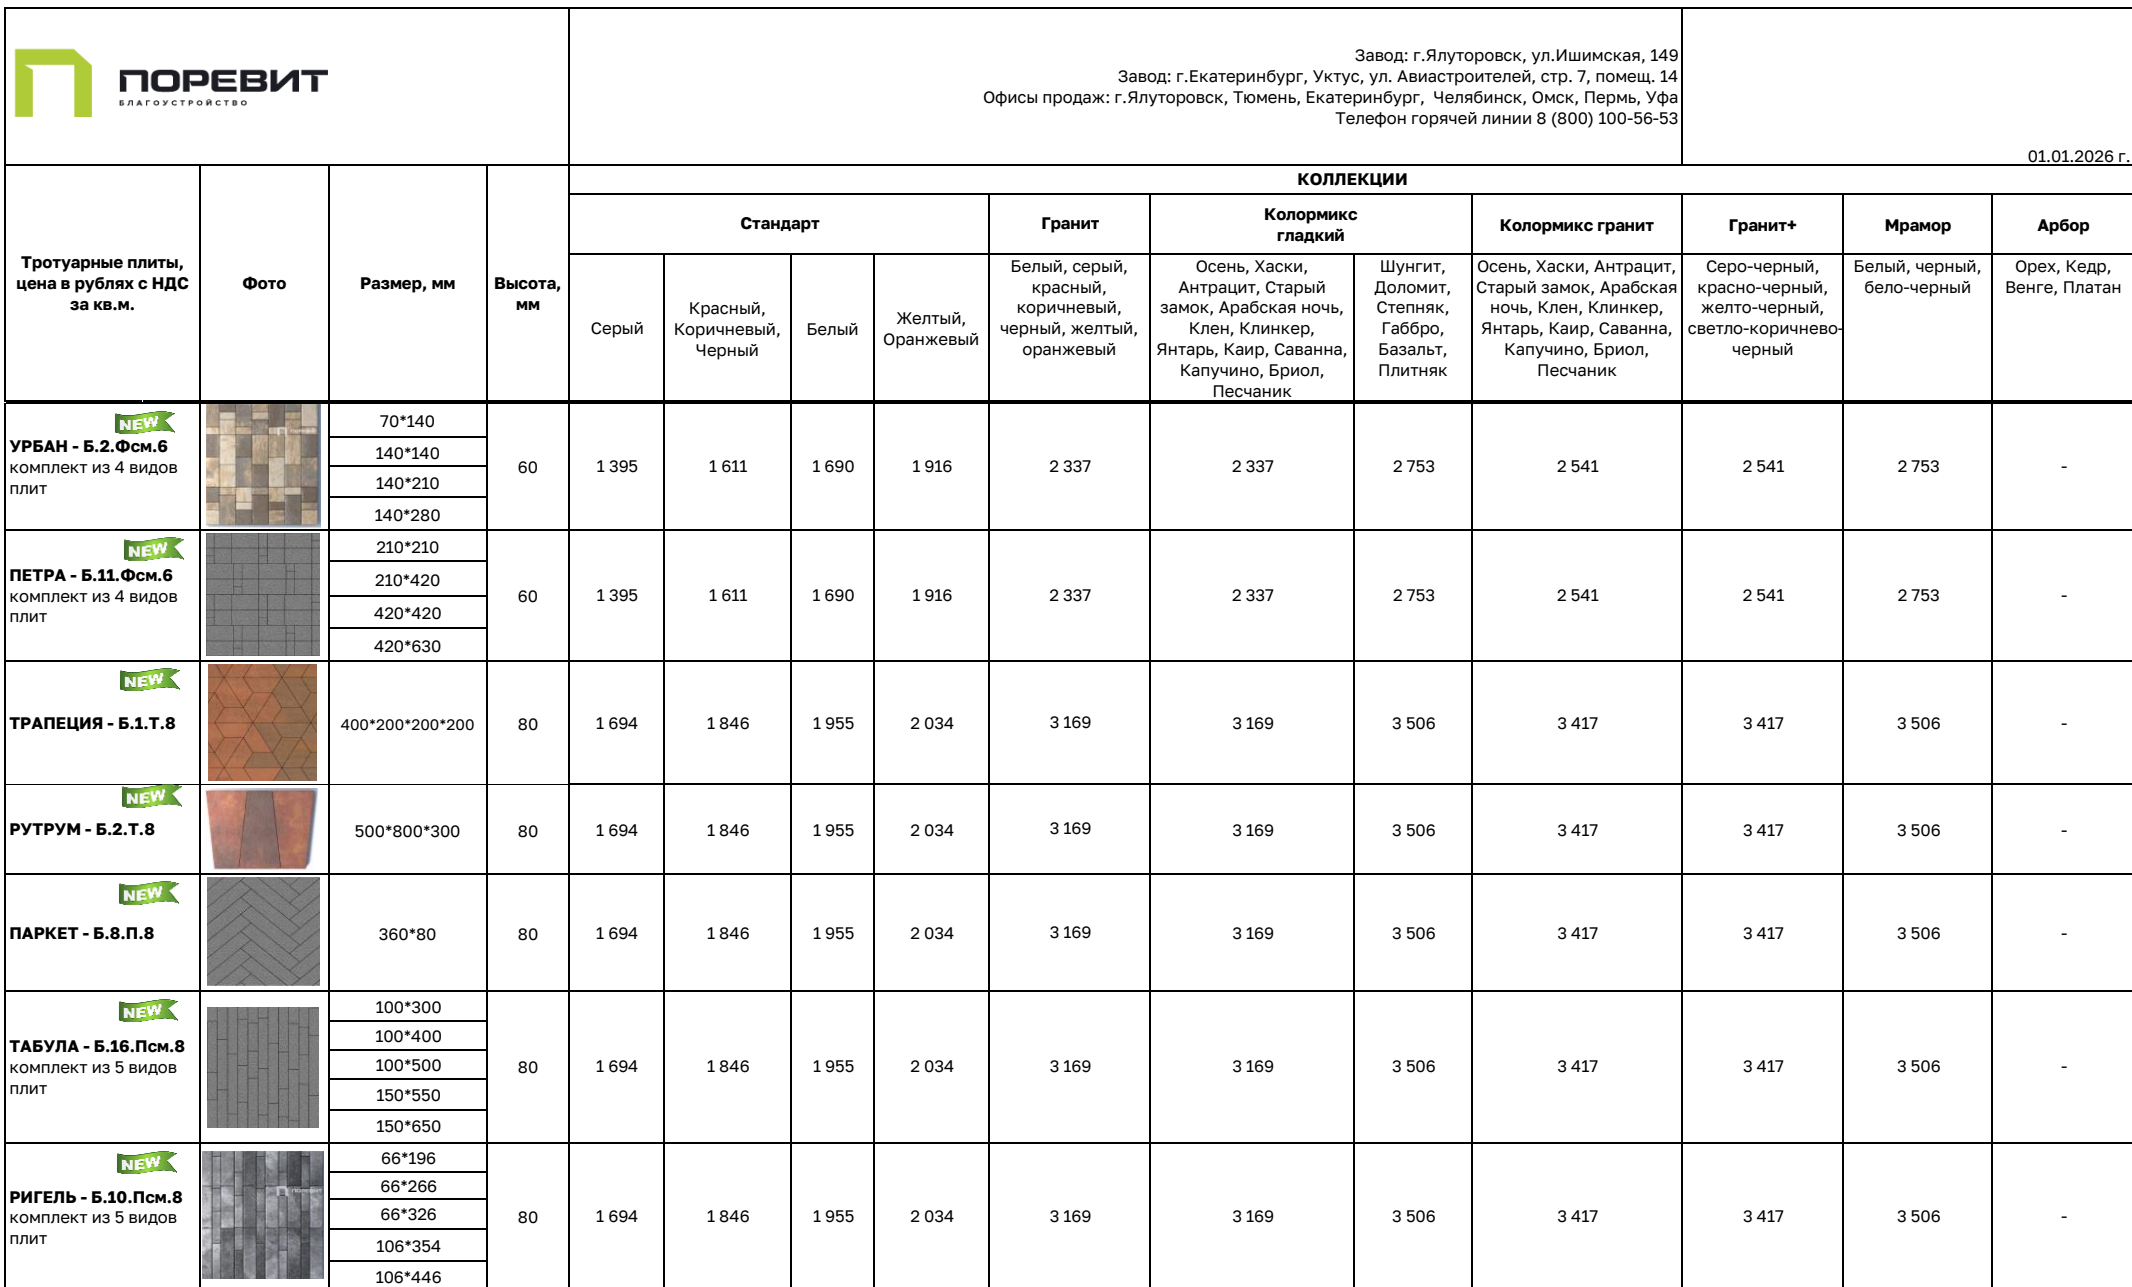 ПОРЕВИТ
БЛАГОУСТРОЙСТВО
Завод: г.Ялуторовск, ул.Ишимская, 149
Завод: г.Екатеринбург, Уктус, ул. Авиастроителей, стр. 7, помещ. 14
Офисы продаж: г.Ялуторовск, Тюмень, Екатеринбург, Челябинск, Омск, Пермь, Уфа
Телефон горячей линии 8 (800) 100-56-53
01.01.2026 г.
Тротуарные плиты,
цена в рублях с НДС
за кв.м.
Фото
Размер, мм
Высота,
мм
КОЛЛЕКЦИИ
Стандарт
Гранит
Колормикс
гладкий
Колормикс гранит
Гранит+
Мрамор
Арбор
Серый
Красный,
Коричневый,
Черный
Белый
Желтый,
Оранжевый
Белый, серый,
красный,
коричневый,
черный, желтый,
оранжевый
Осень, Хаски,
Антрацит, Старый
замок, Арабская ночь,
Клен, Клинкер,
Янтарь, Каир, Саванна,
Капучино, Бриол,
Песчаник
Шунгит,
Доломит,
Степняк,
Габбро,
Базальт,
Плитняк
Осень, Хаски, Антрацит,
Старый замок, Арабская
ночь, Клен, Клинкер,
Янтарь, Каир, Саванна,
Капучино, Бриол,
Песчаник
Серо-черный,
красно-черный,
желто-черный,
светло-коричнево-
черный
Белый, черный,
бело-черный
Орех, Кедр,
Венге, Платан
NEW
УРБАН - Б.2.Фсм.6
комплект из 4 видов
плит
70*140
140*140
140*210
140*280
60 1 395 1 611 1 690 1 916 2 337 2 337 2 753 2 541 2 541 2 753 -
NEW
ПЕТРА - Б.11.Фсм.6
комплект из 4 видов
плит
210*210
210*420
420*420
420*630
60 1 395 1 611 1 690 1 916 2 337 2 337 2 753 2 541 2 541 2 753 -
NEW
ТРАПЕЦИЯ - Б.1.Т.8
400*200*200*200 80 1 694 1 846 1 955 2 034 3 169 3 169 3 506 3 417 3 417 3 506 -
NEW
РУТРУМ - Б.2.Т.8
500*800*300 80 1 694 1 846 1 955 2 034 3 169 3 169 3 506 3 417 3 417 3 506 -
NEW
ПАРКЕТ - Б.8.П.8
360*80 80 1 694 1 846 1 955 2 034 3 169 3 169 3 506 3 417 3 417 3 506 -
NEW
ТАБУЛА - Б.16.Псм.8
комплект из 5 видов
плит
100*300
100*400
100*500
150*550
150*650
80 1 694 1 846 1 955 2 034 3 169 3 169 3 506 3 417 3 417 3 506 -
NEW
РИГЕЛЬ - Б.10.Псм.8
комплект из 5 видов
плит
66*196
66*266
66*326
106*354
106*446
80 1 694 1 846 1 955 2 034 3 169 3 169 3 506 3 417 3 417 3 506 -